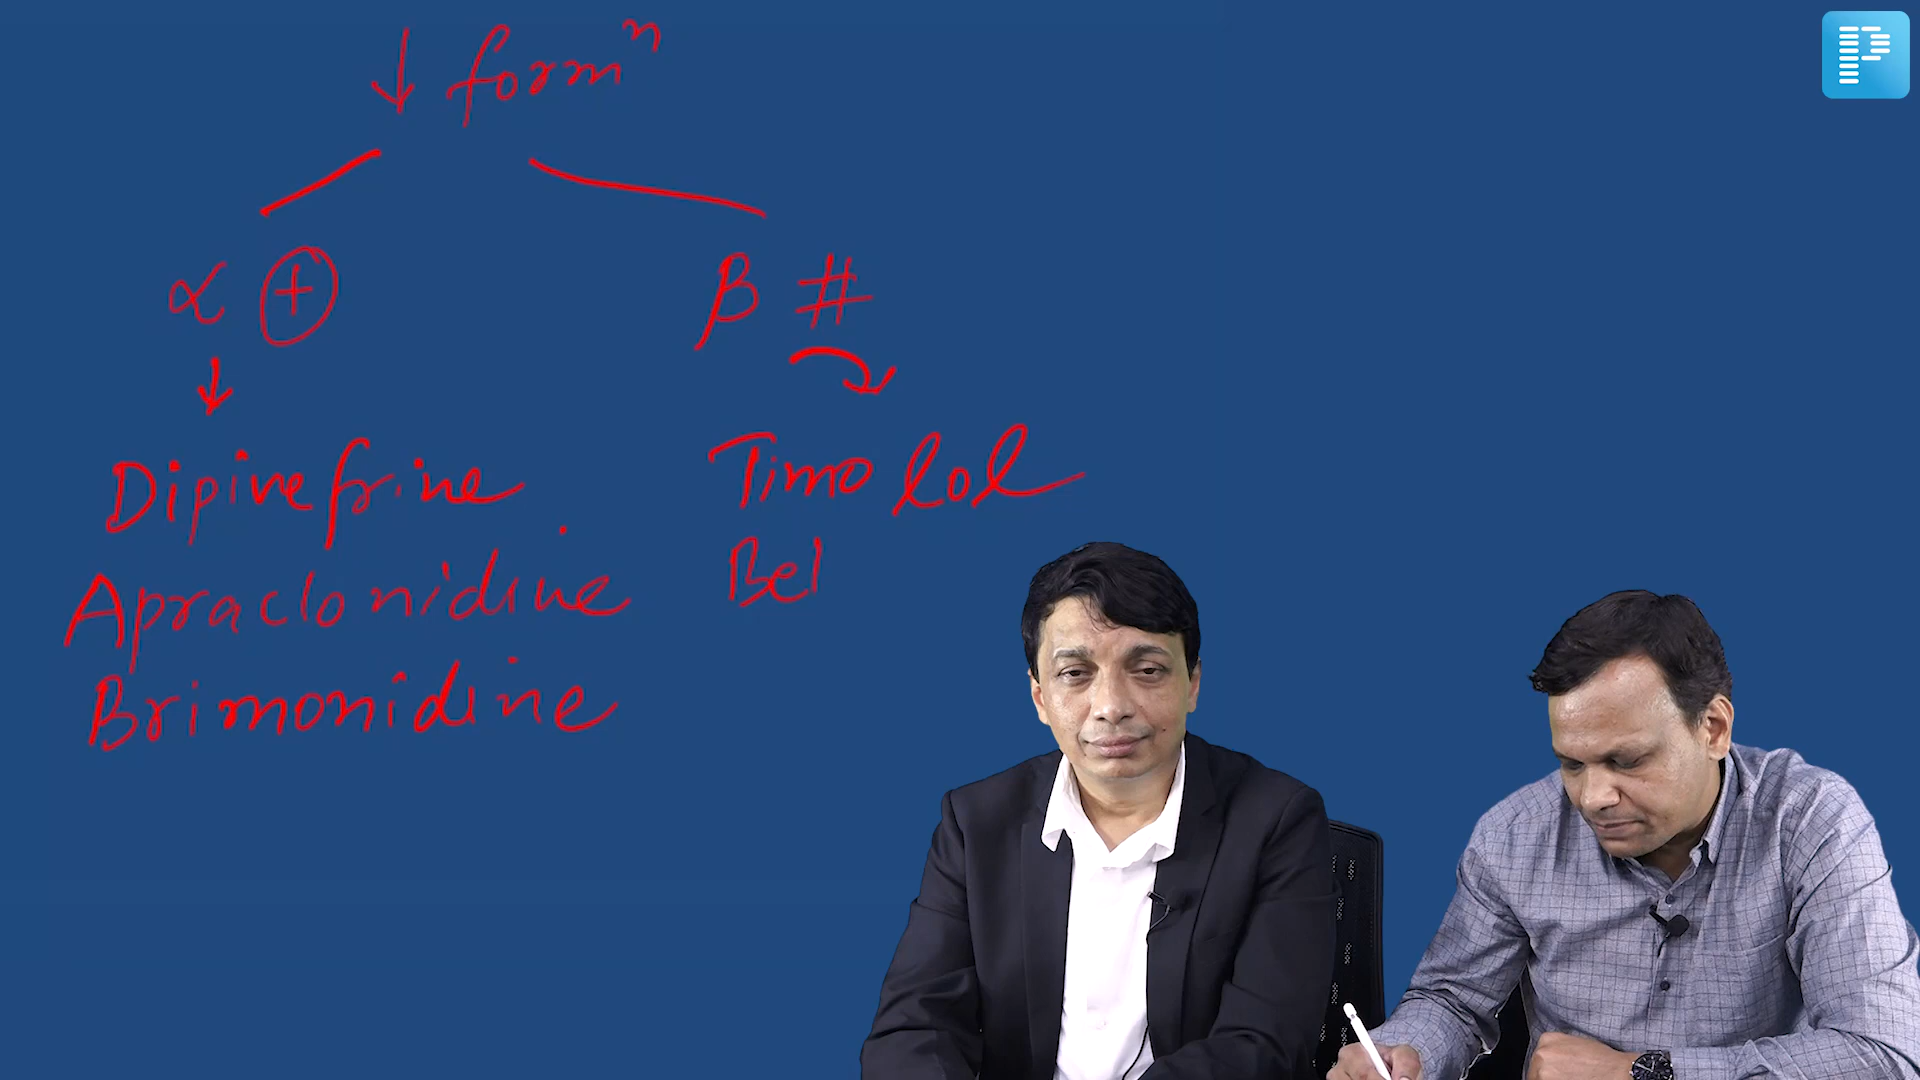 ↓ formⁿ
α ⊕ β #
↓
Dipivefrine Timolol
Apraclonidine Bel
Brimonidine
P